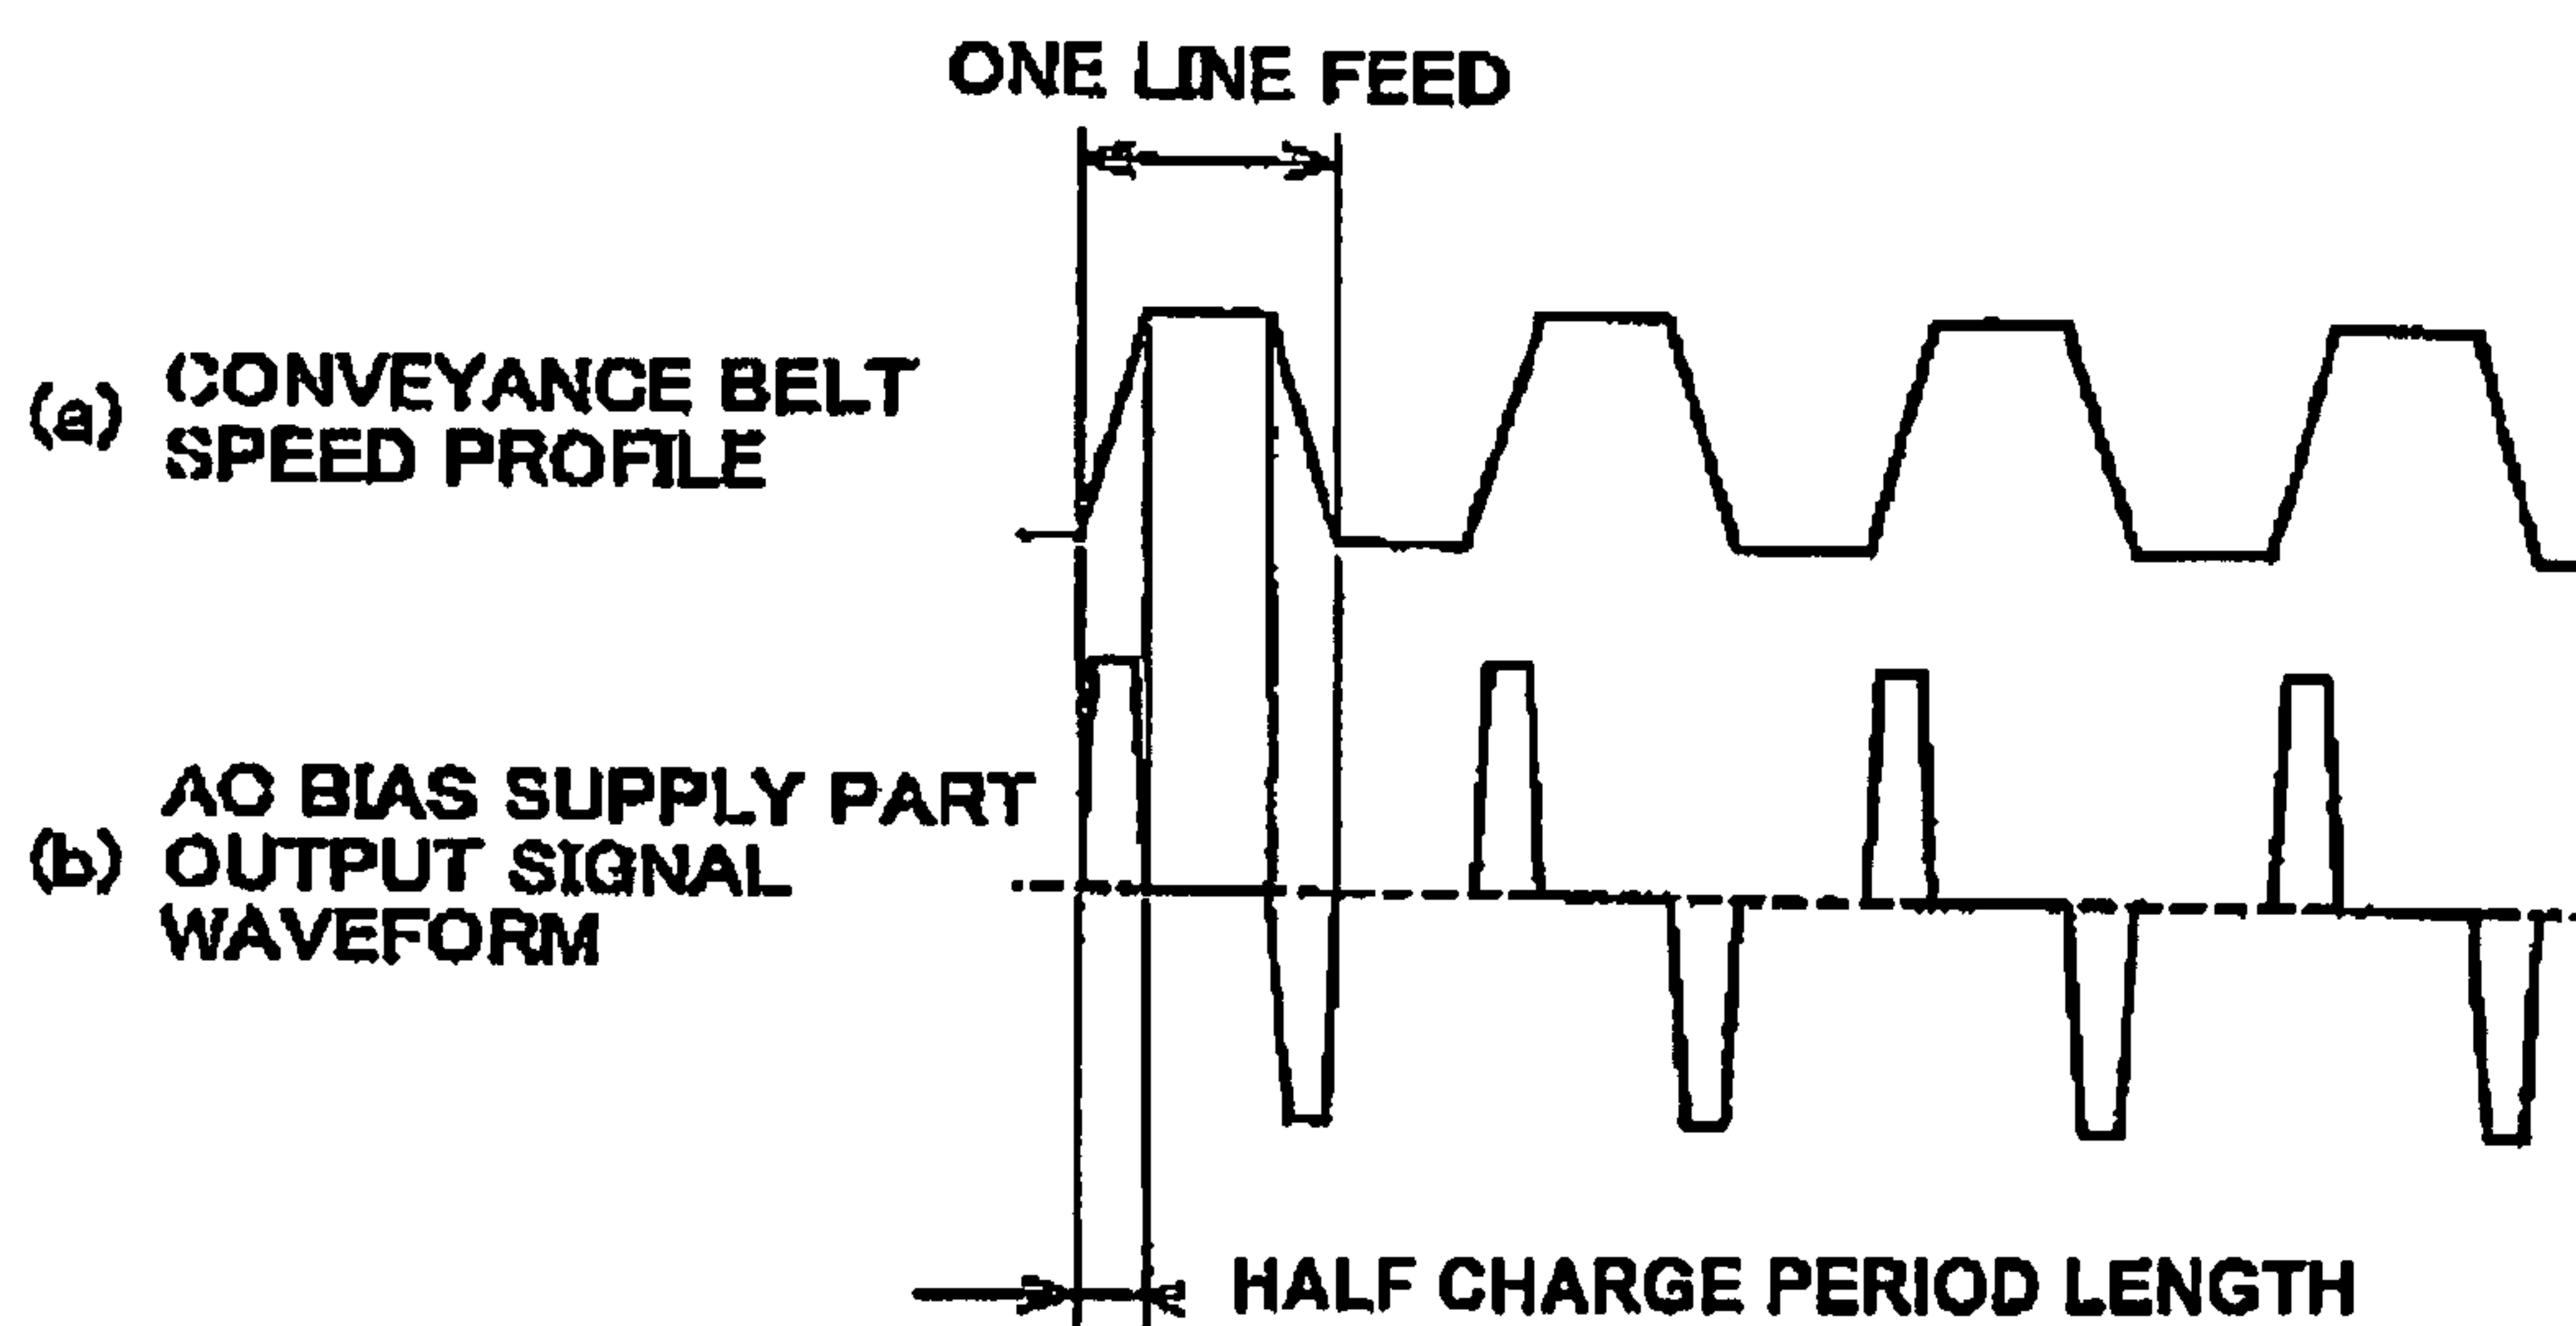 ONE LINE FEED
(a) CONVEYANCE BELT
SPEED PROFILE
AC BIAS SUPPLY PART
(b) OUTPUT SIGNAL
WAVEFORM
HALF CHARGE PERIOD LENGTH